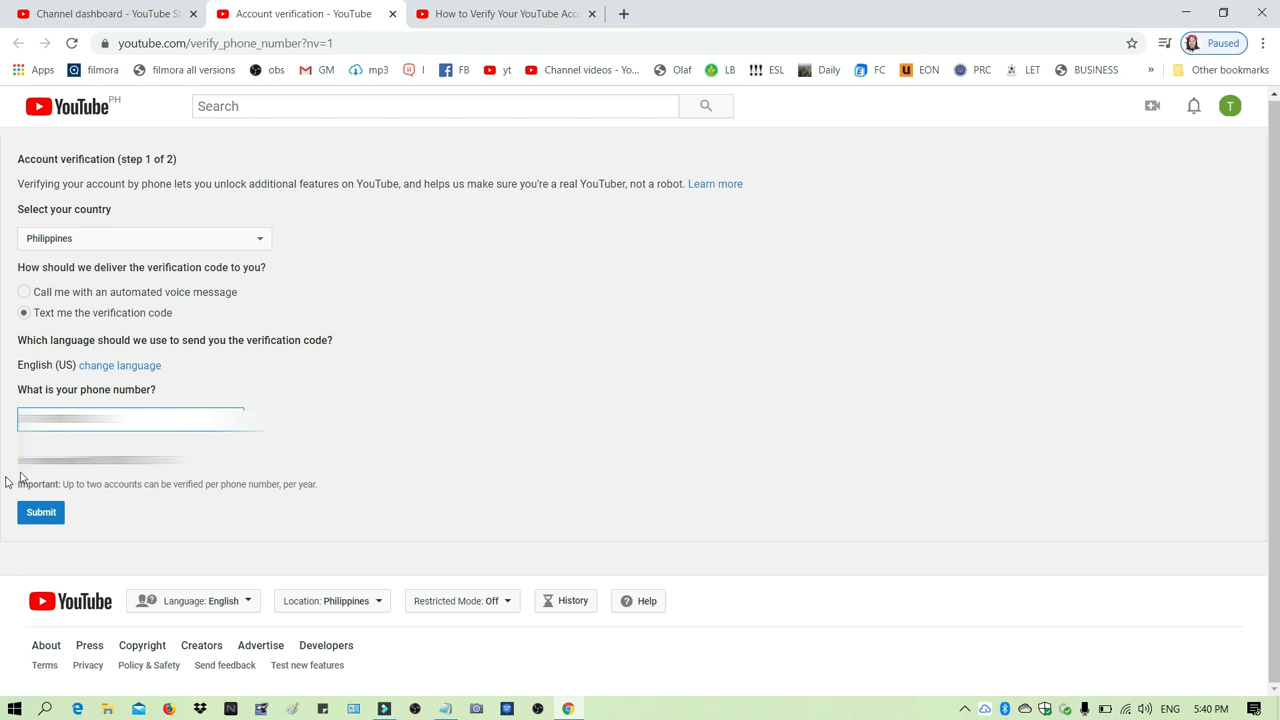 Channel dashboard - YouTube St
Account verification - YouTube
How to Verify Your YouTube Acc
youtube.com/verify_phone_number?nv=1
Paused
Apps
filmora
filmora all versions
obs
GM
mp3
I
FB
yt
Channel videos - Yo...
Olaf
LB
ESL
Daily
FC
EON
PRC
LET
BUSINESS
»
Other bookmarks
YouTube PH
Search
T
Account verification (step 1 of 2)
Verifying your account by phone lets you unlock additional features on YouTube, and helps us make sure you're a real YouTuber, not a robot. Learn more
Select your country
Philippines
How should we deliver the verification code to you?
Call me with an automated voice message
Text me the verification code
Which language should we use to send you the verification code?
English (US) change language
What is your phone number?
Important: Up to two accounts can be verified per phone number, per year.
Submit
YouTube
Language: English
Location: Philippines
Restricted Mode: Off
History
Help
About Press Copyright Creators Advertise Developers
Terms Privacy Policy & Safety Send feedback Test new features
ENG
5:40 PM